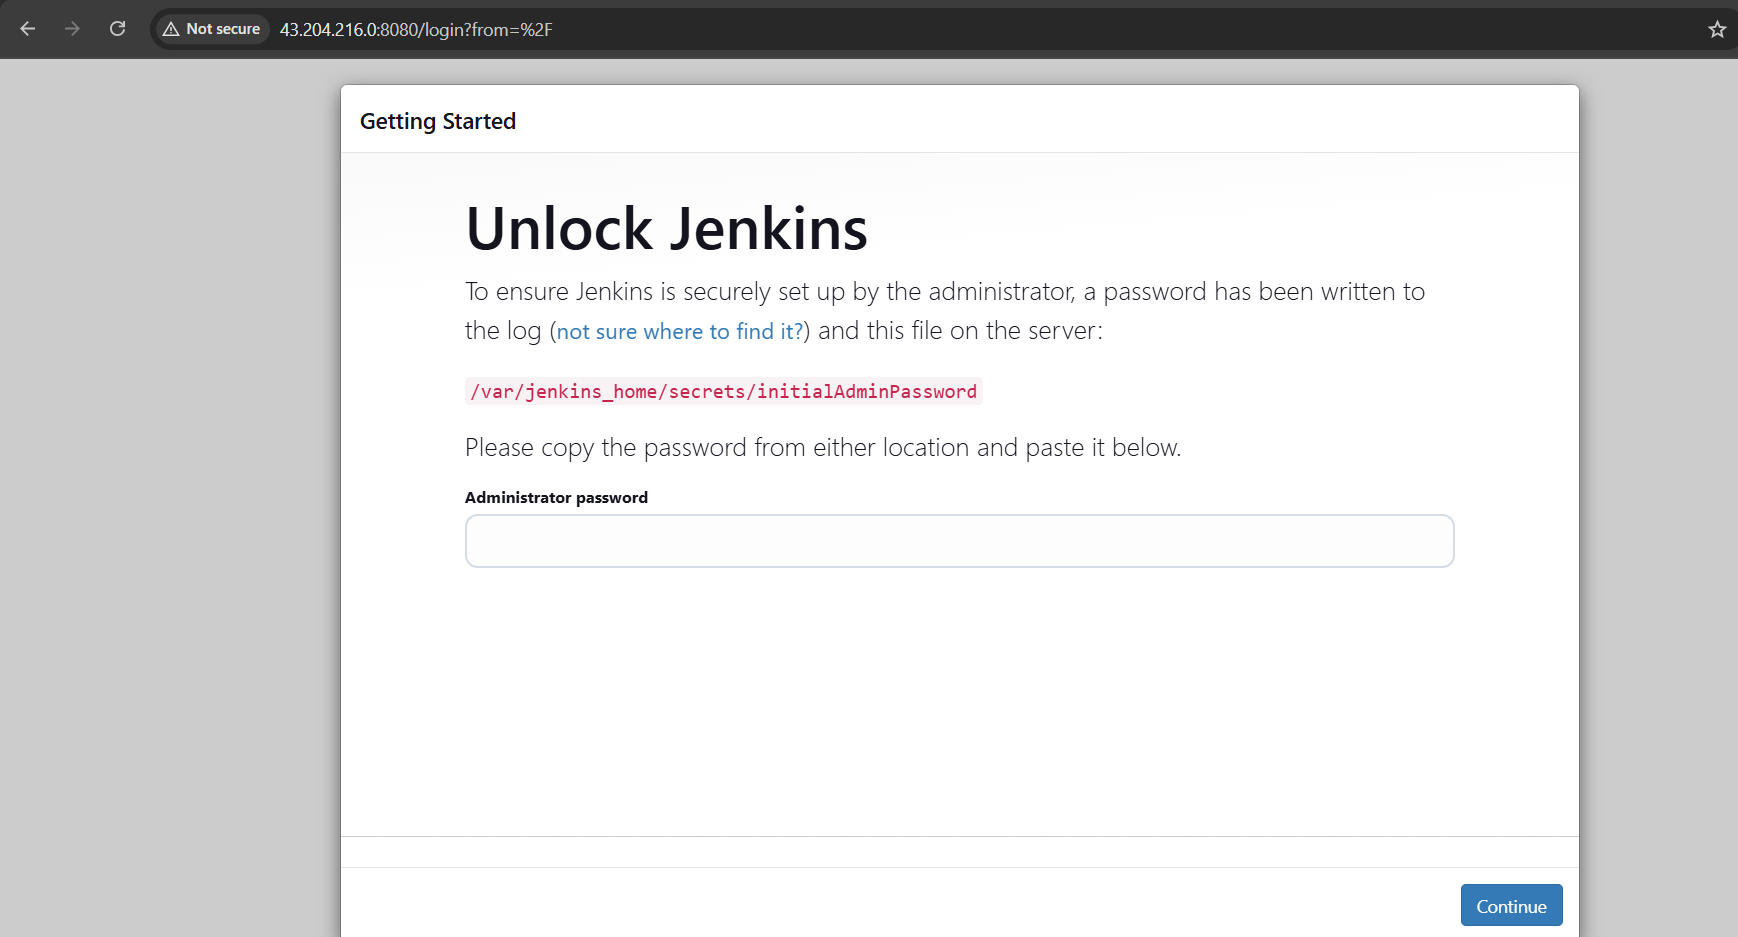 Not secure 43.204.216.0:8080/login?from=%2F
Getting Started
Unlock Jenkins
To ensure Jenkins is securely set up by the administrator, a password has been written to
the log (not sure where to find it?) and this file on the server:
/var/jenkins_home/secrets/initialAdminPassword
Please copy the password from either location and paste it below.
Administrator password
Continue